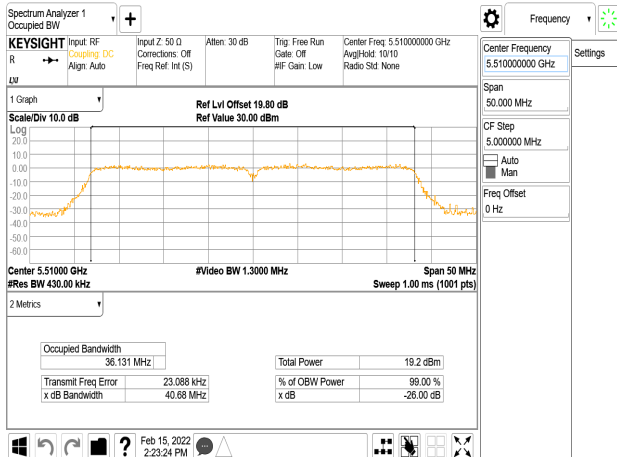 Spectrum Analyzer 1
Occupied BW
Frequency
KEYSIGHT
R
Input: RF
Coupling: DC
Align: Auto
Input Z: 50 Ω
Corrections: Off
Freq Ref: Int (S)
Atten: 30 dB
Trig: Free Run
Gate: Off
#IF Gain: Low
Center Freq: 5.510000000 GHz
Avg|Hold: 10/10
Radio Std: None
Center Frequency
5.510000000 GHz
Settings
Span
50.000 MHz
CF Step
5.000000 MHz
Auto
Man
Freq Offset
0 Hz
1 Graph
Scale/Div 10.0 dB
Ref Lvl Offset 19.80 dB
Ref Value 30.00 dBm
Log
20.0
10.0
0.00
-10.0
-20.0
-30.0
-40.0
-50.0
-60.0
Center 5.51000 GHz
#Res BW 430.00 kHz
#Video BW 1.3000 MHz
Span 50 MHz
Sweep 1.00 ms (1001 pts)
2 Metrics
Occupied Bandwidth
36.131 MHz
Total Power 19.2 dBm
Transmit Freq Error 23.088 kHz
% of OBW Power 99.00 %
x dB Bandwidth 40.68 MHz
x dB -26.00 dB
Feb 15, 2022
2:23:24 PM